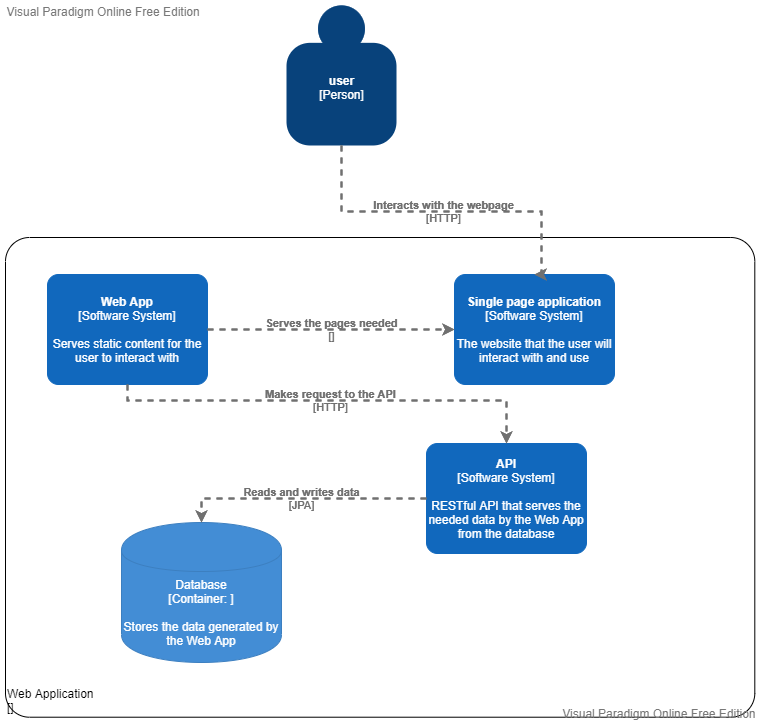 Visual Paradigm Online Free Edition
user
[Person]
Interacts with the webpage
[HTTP]
Web App
[Software System]
Serves static content for the
user to interact with
Serves the pages needed
[]
Single page application
[Software System]
The website that the user will
interact with and use
Makes request to the API
[HTTP]
API
[Software System]
RESTful API that serves the
needed data by the Web App
from the database
Reads and writes data
[JPA]
Database
[Container: ]
Stores the data generated by
the Web App
Web Application
[]
Visual Paradigm Online Free Edition